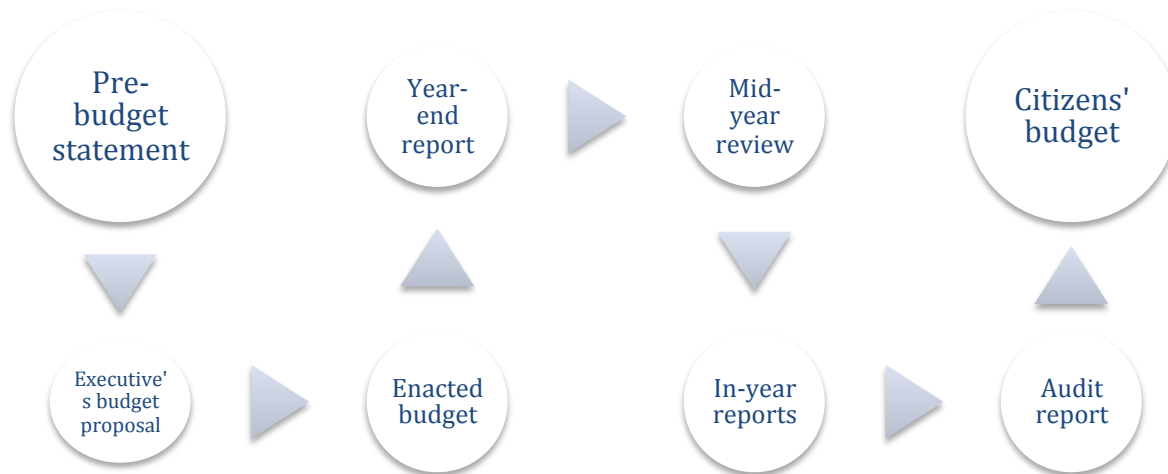 Pre-
budget
statement
Executive'
s budget
proposal
Enacted
budget
Year-
end
report
Mid-
year
review
In-year
reports
Audit
report
Citizens'
budget